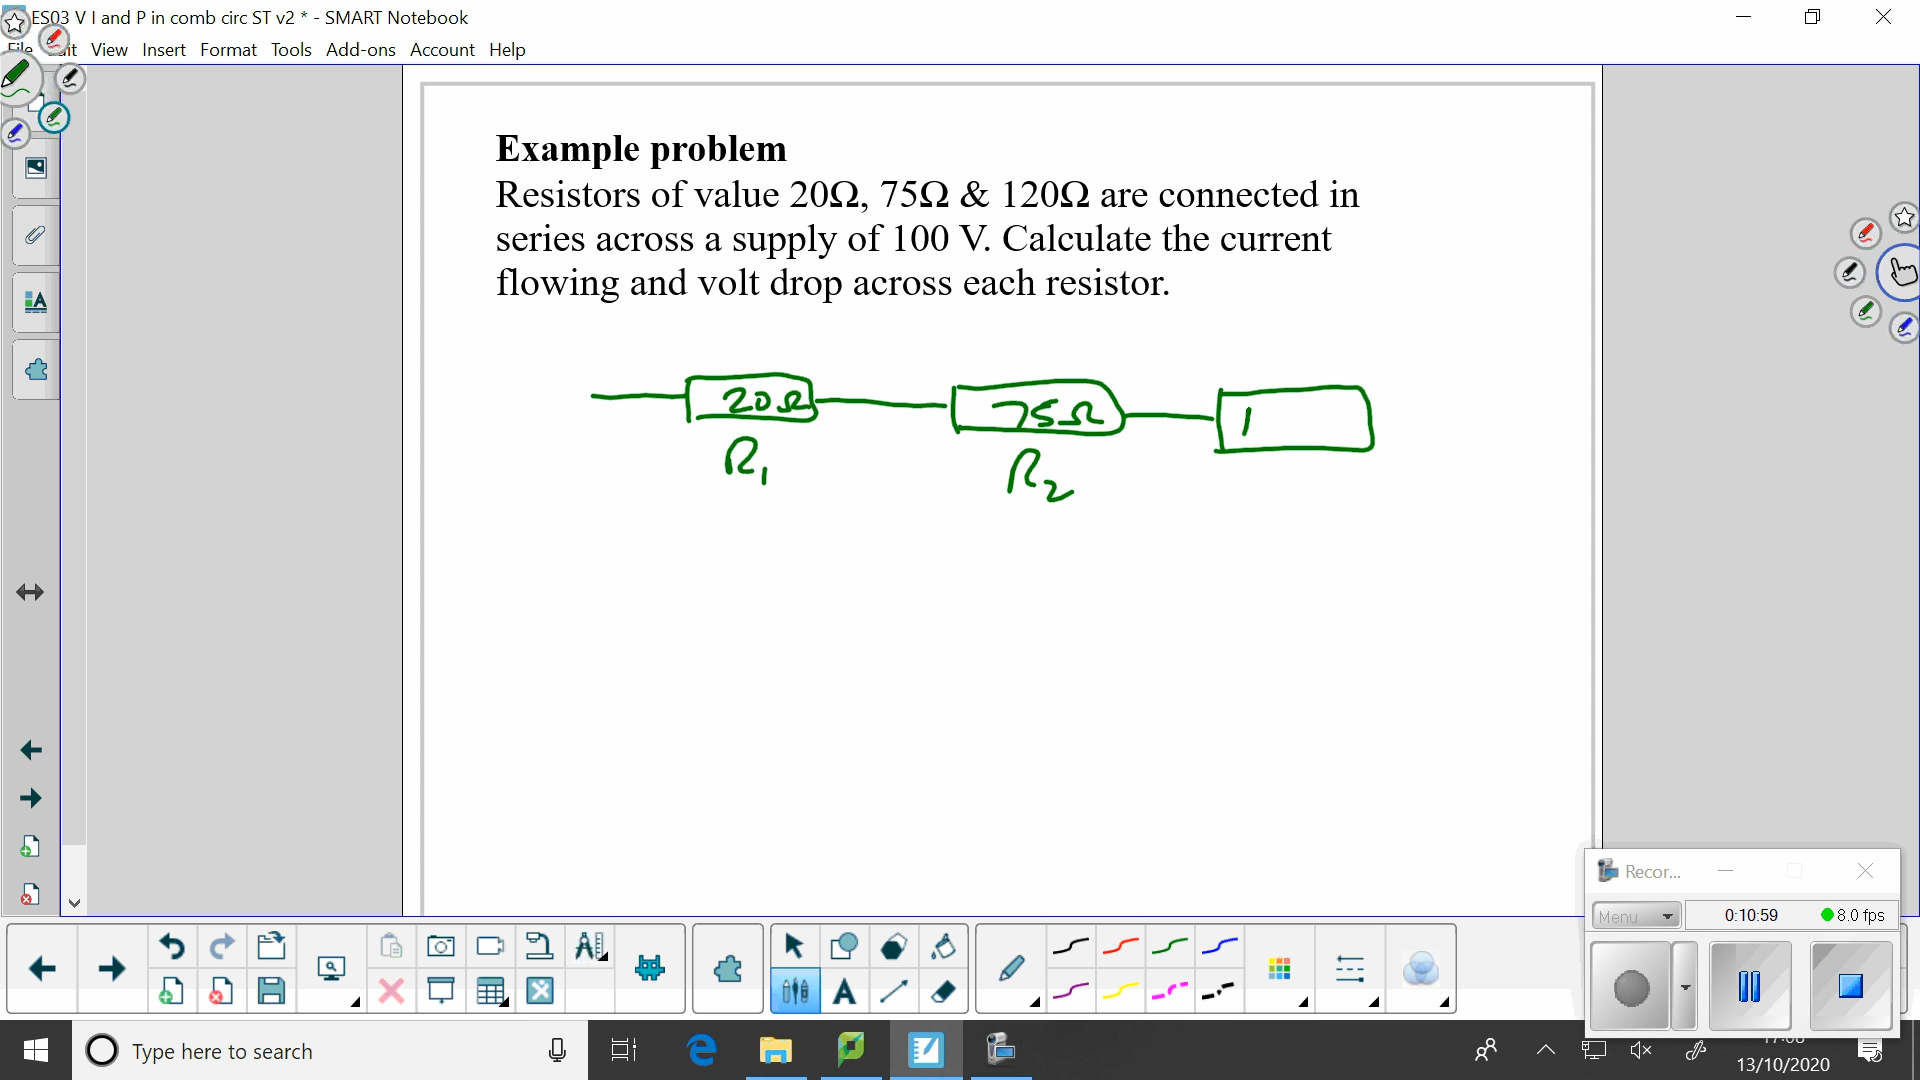 ES03 V I and P in comb circ ST v2 * - SMART Notebook
File View Insert Format Tools Add-ons Account Help
Example problem
Resistors of value 20Ω, 75Ω & 120Ω are connected in
series across a supply of 100 V. Calculate the current
flowing and volt drop across each resistor.
20Ω 75Ω 1
R1 R2
Recor...
Menu 0:10:59 8.0 fps
A
Type here to search
13/10/2020